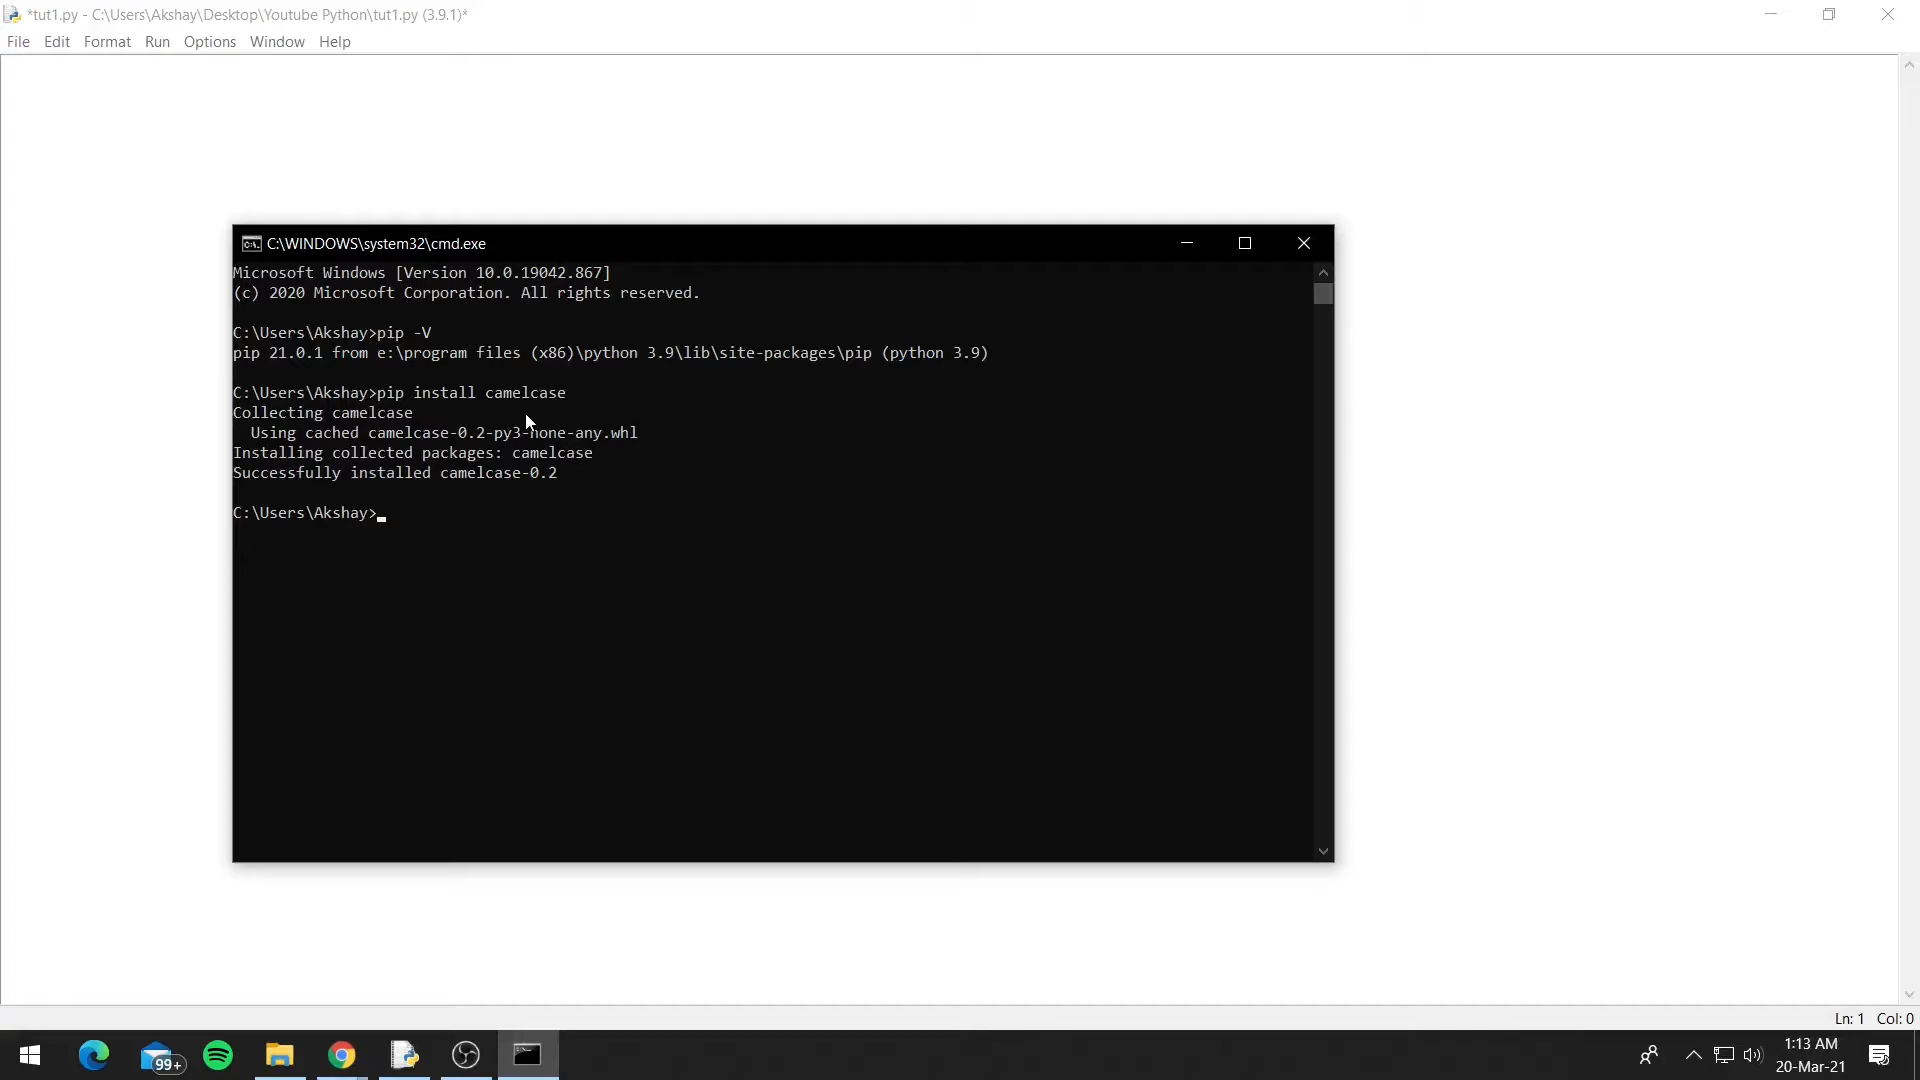 *tut1.py - C:\Users\Akshay\Desktop\Youtube Python\tut1.py (3.9.1)*
File Edit Format Run Options Window Help
C:\WINDOWS\system32\cmd.exe
Microsoft Windows [Version 10.0.19042.867]
(c) 2020 Microsoft Corporation. All rights reserved.
C:\Users\Akshay>pip -V
pip 21.0.1 from e:\program files (x86)\python 3.9\lib\site-packages\pip (python 3.9)
C:\Users\Akshay>pip install camelcase
Collecting camelcase
Using cached camelcase-0.2-py3-none-any.whl
Installing collected packages: camelcase
Successfully installed camelcase-0.2
C:\Users\Akshay>
Ln: 1 Col: 0
99+
1:13 AM
20-Mar-21